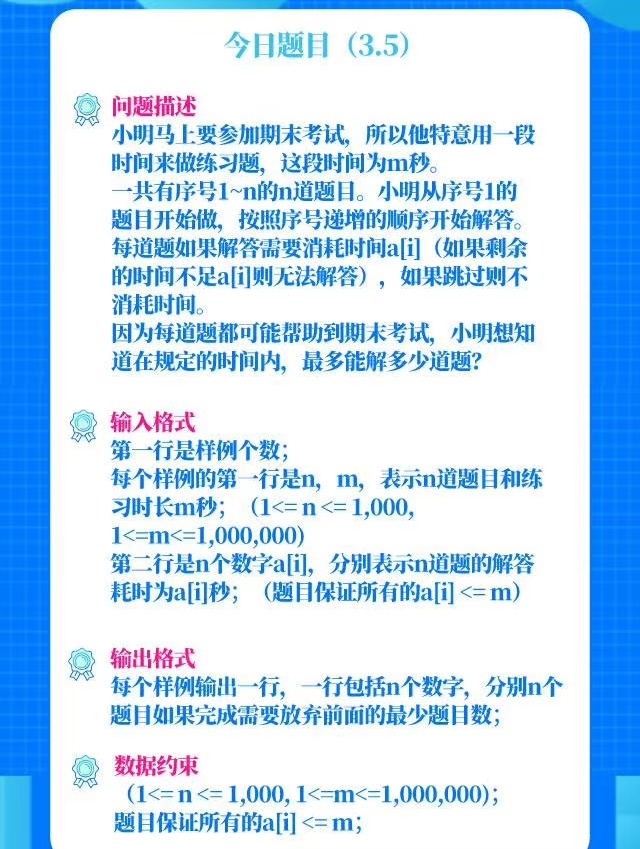 今日题目（3.5）
问题描述
小明马上要参加期末考试，所以他特意用一段
时间来做练习题，这段时间为m秒。
一共有序号1~n的n道题目。小明从序号1的
题目开始做，按照序号递增的顺序开始解答。
每道题如果解答需要消耗时间a[i]（如果剩余
的时间不足a[i]则无法解答），如果跳过则不
消耗时间。
因为每道题都可能帮助到期末考试，小明想知
道在规定的时间内，最多能解多少道题？
输入格式
第一行是样例个数；
每个样例的第一行是n，m，表示n道题目和练
习时长m秒；（1<= n <= 1,000,
1<=m<=1,000,000)
第二行是n个数字a[i]，分别表示n道题的解答
耗时为a[i]秒；（题目保证所有的a[i] <= m）
输出格式
每个样例输出一行，一行包括n个数字，分别n个
题目如果完成需要放弃前面的最少题目数；
数据约束
（1<= n <= 1,000, 1<=m<=1,000,000)；
题目保证所有的a[i] <= m；